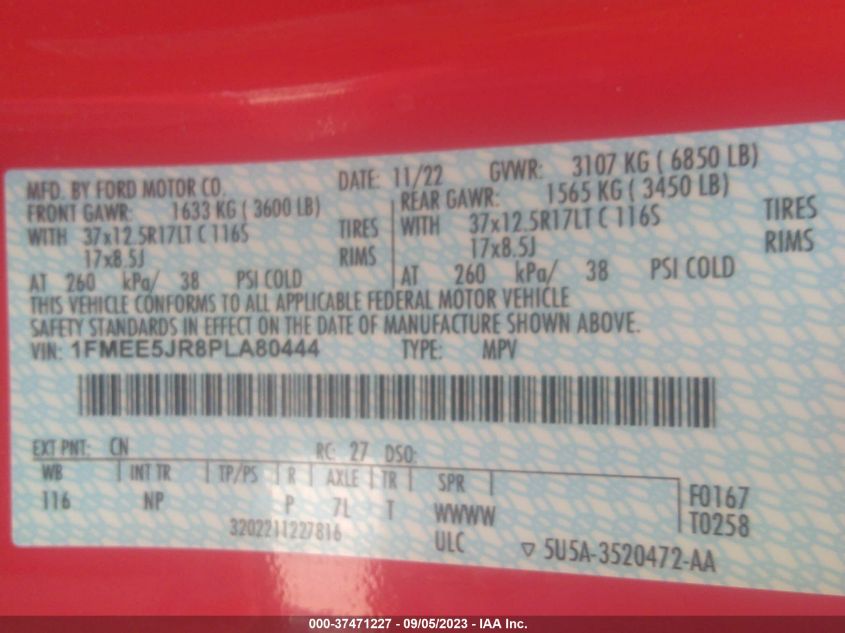 MFD. BY FORD MOTOR CO. DATE: 11/22 GVWR: 3107 KG ( 6850 LB)
FRONT GAWR: 1633 KG ( 3600 LB) REAR GAWR: 1565 KG ( 3450 LB)
WITH 37x12.5R17LT C 116S TIRES WITH 37x12.5R17LT C 116S TIRES
17x8.5J RIMS 17x8.5J RIMS
AT 260 kPa/ 38 PSI COLD AT 260 kPa/ 38 PSI COLD
THIS VEHICLE CONFORMS TO ALL APPLICABLE FEDERAL MOTOR VEHICLE
SAFETY STANDARDS IN EFFECT ON THE DATE OF MANUFACTURE SHOWN ABOVE.
VIN: 1FMEE5JR8PLA80444 TYPE: MPV
EXT PNT: CN RC: 27 DSO:
WB INT TR TP/PS R AXLE TR SPR
116 NP P 7L T WWWW F0167
3202211227816 ULC T0258
5U5A-3520472-AA
000-37471227 - 09/05/2023 - IAA Inc.